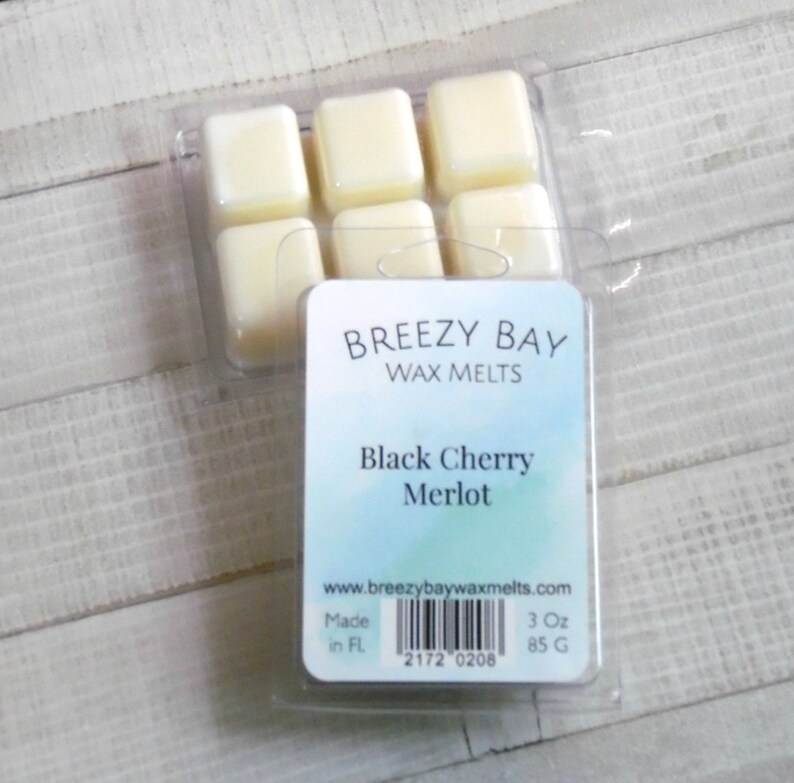 BREEZY BAY
WAX MELTS
Black Cherry
Merlot
www.breezybaywaxmelts.com
Made
in FL
3 Oz
85 G
2172 0208